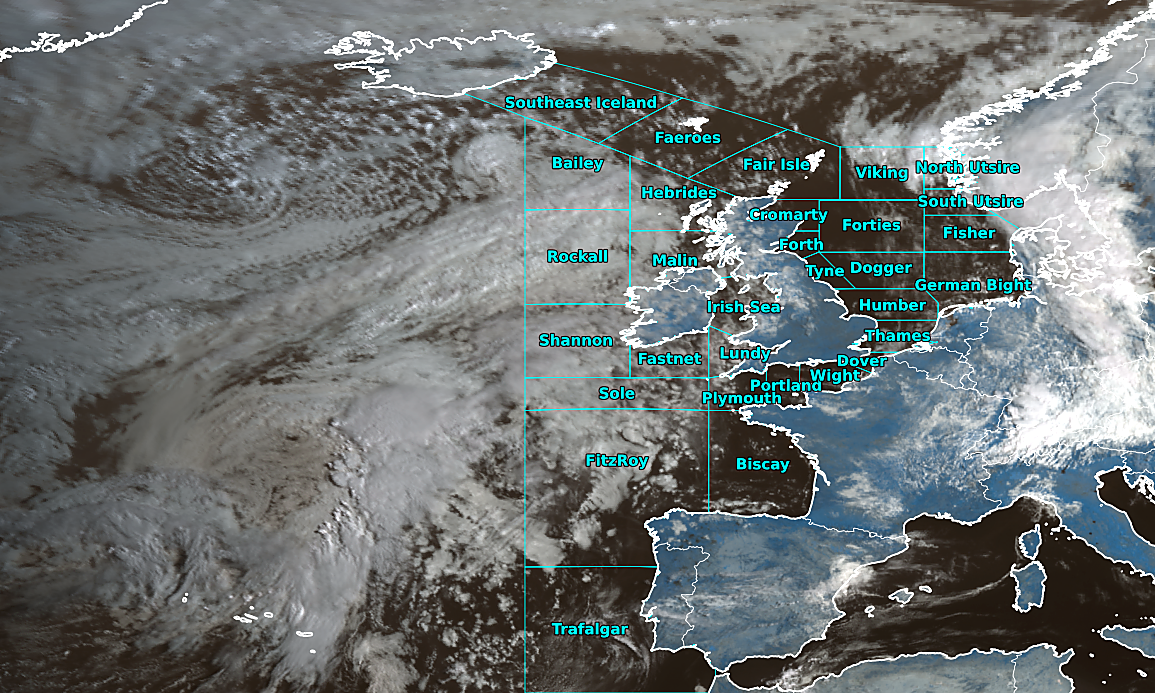 Southeast Iceland
Faeroes
Bailey
Fair Isle
Viking
North Utsire
Hebrides
South Utsire
Cromarty
Forties
Fisher
Forth
Rockall
Malin
Tyne
Dogger
German Bight
Irish Sea
Humber
Shannon
Thames
Fastnet
Lundy
Dover
Wight
Portland
Sole
Plymouth
FitzRoy
Biscay
Trafalgar